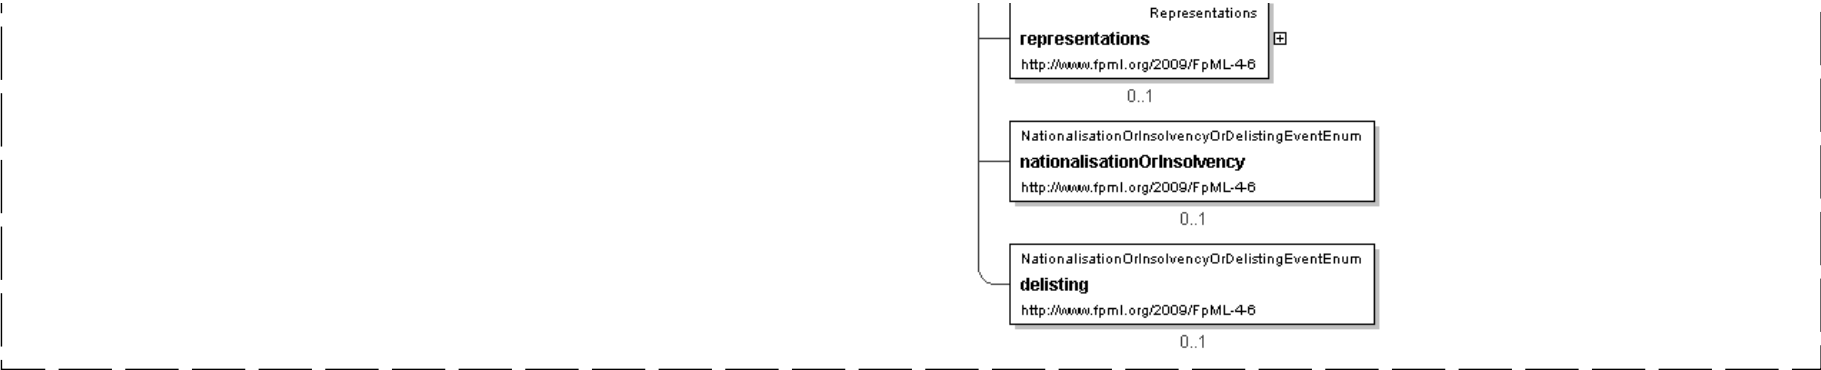 Representations
representations
http://www.fpml.org/2009/FpML-4-6
0..1
NationalisationOrInsolvencyOrDelistingEventEnum
nationalisationOrInsolvency
http://www.fpml.org/2009/FpML-4-6
0..1
NationalisationOrInsolvencyOrDelistingEventEnum
delisting
http://www.fpml.org/2009/FpML-4-6
0..1